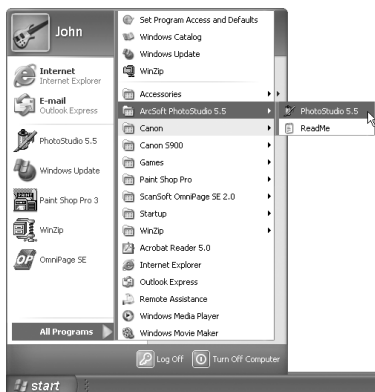 John
Internet
Internet Explorer
E-mail
Outlook Express
PhotoStudio 5.5
Windows Update
Paint Shop Pro 3
WinZip
OmniPage SE
All Programs
Set Program Access and Defaults
Windows Catalog
Windows Update
WinZip
Accessories
ArcSoft PhotoStudio 5.5
Canon
Canon S900
Games
Paint Shop Pro
ScanSoft OmniPage SE 2.0
Startup
WinZip
Acrobat Reader 5.0
Internet Explorer
Outlook Express
Remote Assistance
Windows Media Player
Windows Movie Maker
PhotoStudio 5.5
ReadMe
Log Off
Turn Off Computer
start